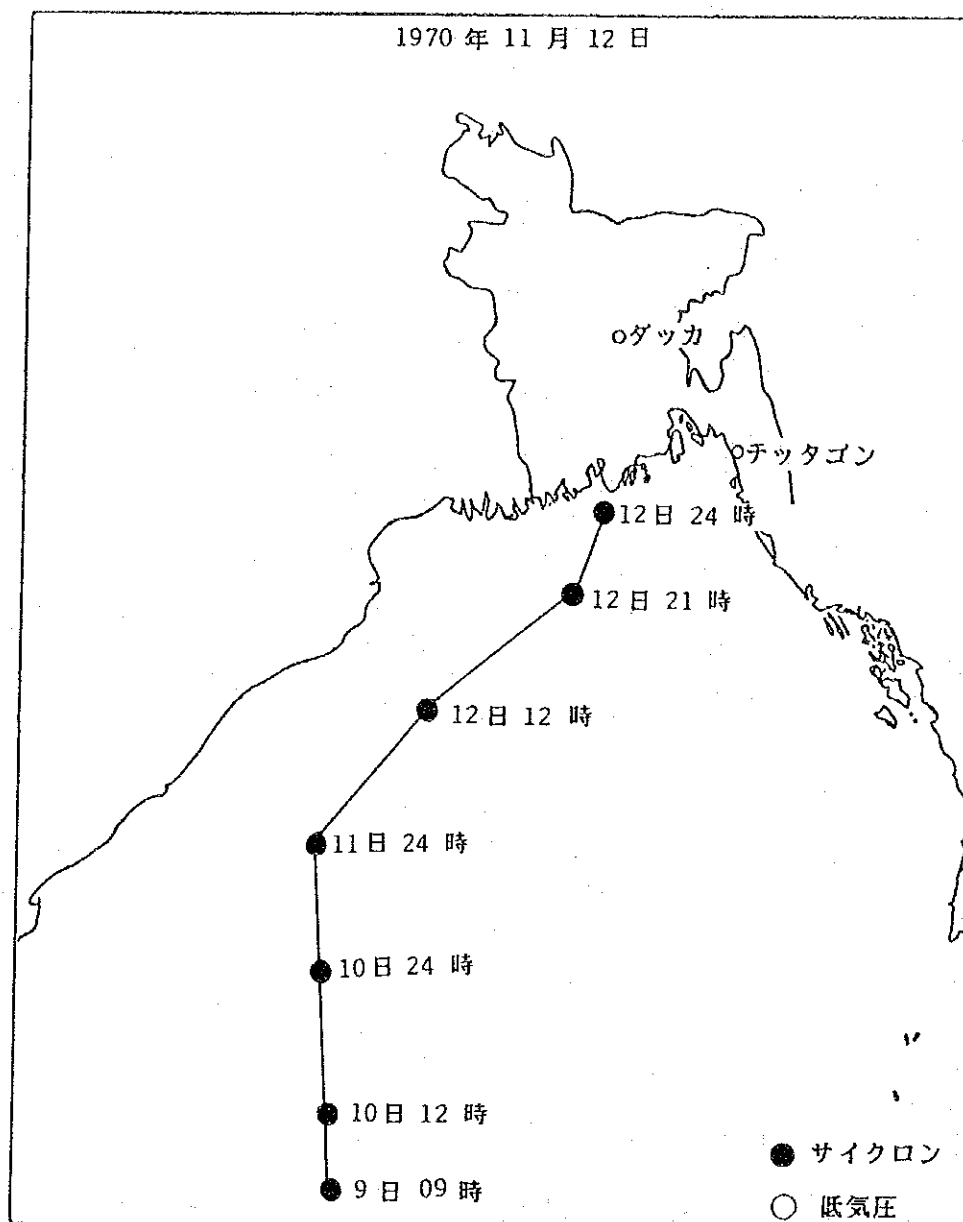 1970 年 11 月 12 日
ダッカ
チッタゴン
12日 24 時
12日 21 時
12日 12 時
11日 24 時
10日 24 時
10日 12 時
9 日 09 時
サイクロン
低気圧